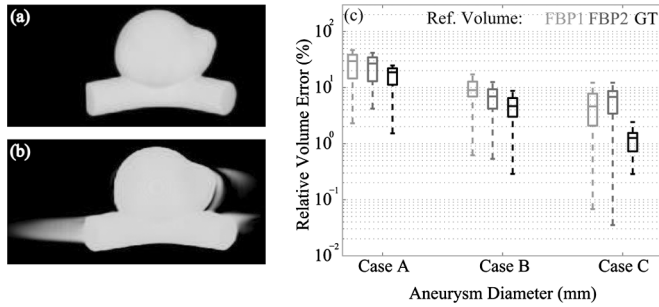 (a)
(b)
(c)
Ref. Volume: FBP1 FBP2 GT
Relative Volume Error (%)
10²
10¹
10⁰
10⁻¹
10⁻²
Case A Case B Case C
Aneurysm Diameter (mm)